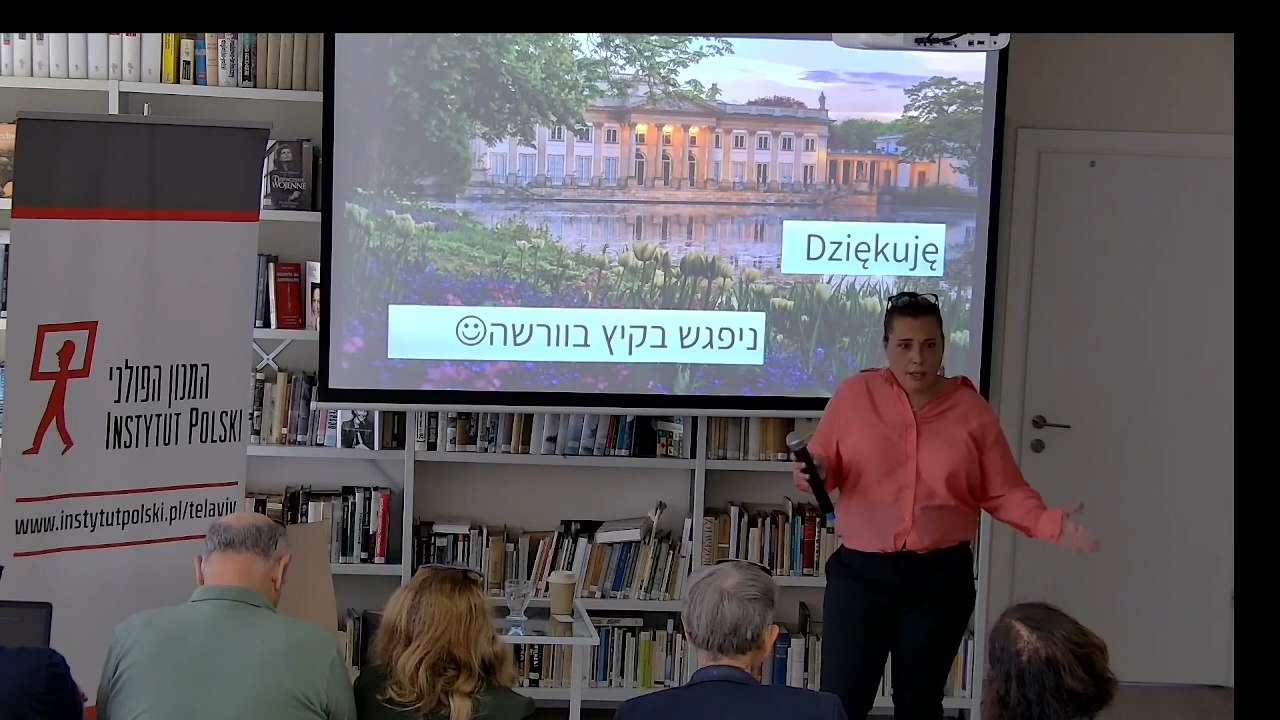 Dziękuję
ניפגש בקיץ בוורשה☺
המכון הפולני
INSTYTUT POLSKI
www.instytutpolski.pl/telaviv
WOJENNE